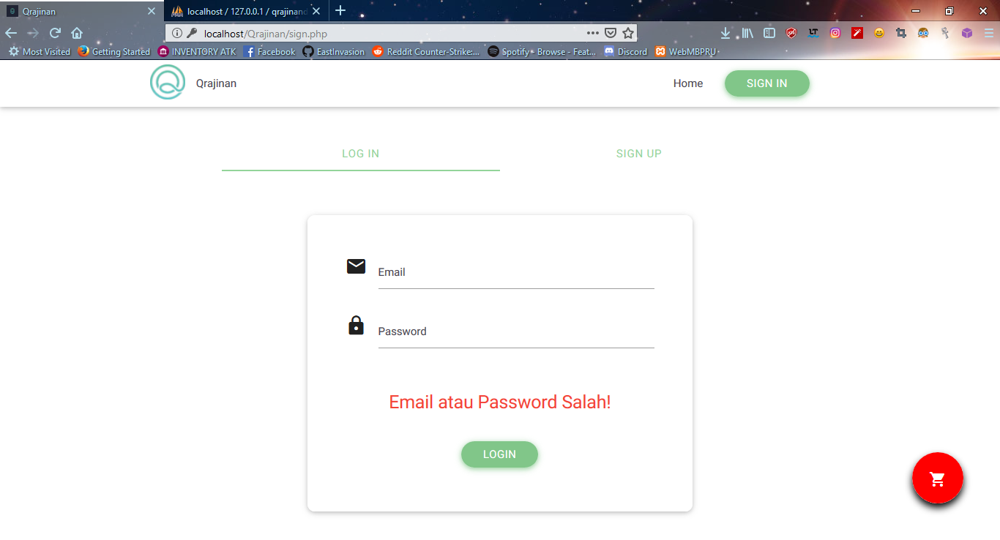 Qrajinan
localhost / 127.0.0.1 / qrajinand
localhost/Qrajinan/sign.php
Most Visited Getting Started INVENTORY ATK Facebook EastInvasion Reddit Counter-Strike:... Spotify - Browse - Feat... Discord WebMBPRU
Qrajinan Home SIGN IN
LOG IN SIGN UP
Email
Password
Email atau Password Salah!
LOGIN